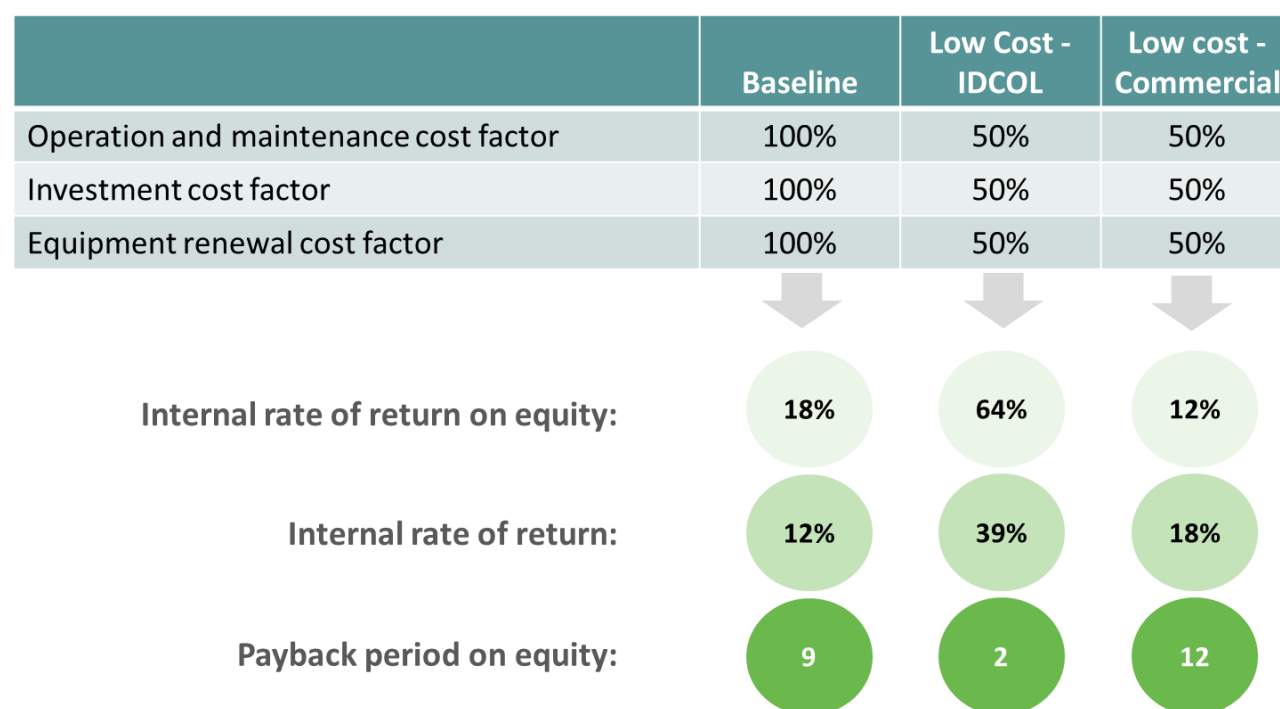 Baseline Low Cost - IDCOL Low cost - Commercial
Operation and maintenance cost factor 100% 50% 50%
Investment cost factor 100% 50% 50%
Equipment renewal cost factor 100% 50% 50%
Internal rate of return on equity: 18% 64% 12%
Internal rate of return: 12% 39% 18%
Payback period on equity: 9 2 12